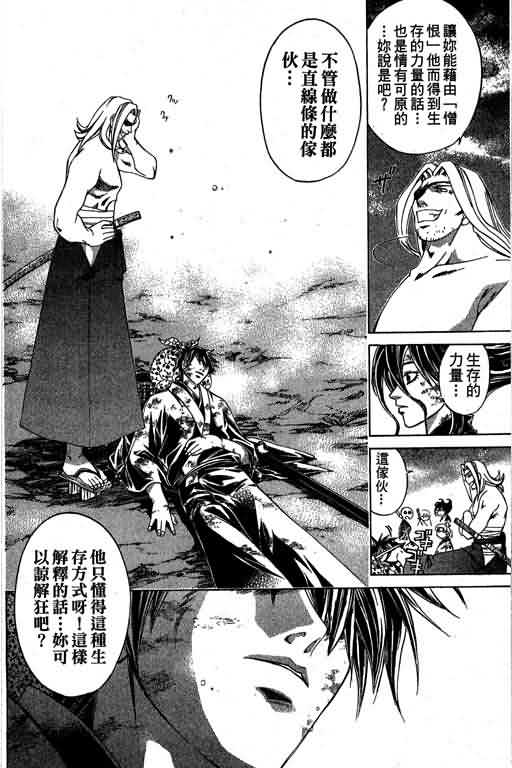 讓妳能藉由「憎
恨」他而得到生
存的力量的話…
也是情有可原的
…妳說是吧？
生存的
力量…
這傢伙…
不管做什麼都
是直線條的傢
伙…
他只懂得這種生
存方式呀！這樣
解釋的話…妳可
以諒解狂吧？